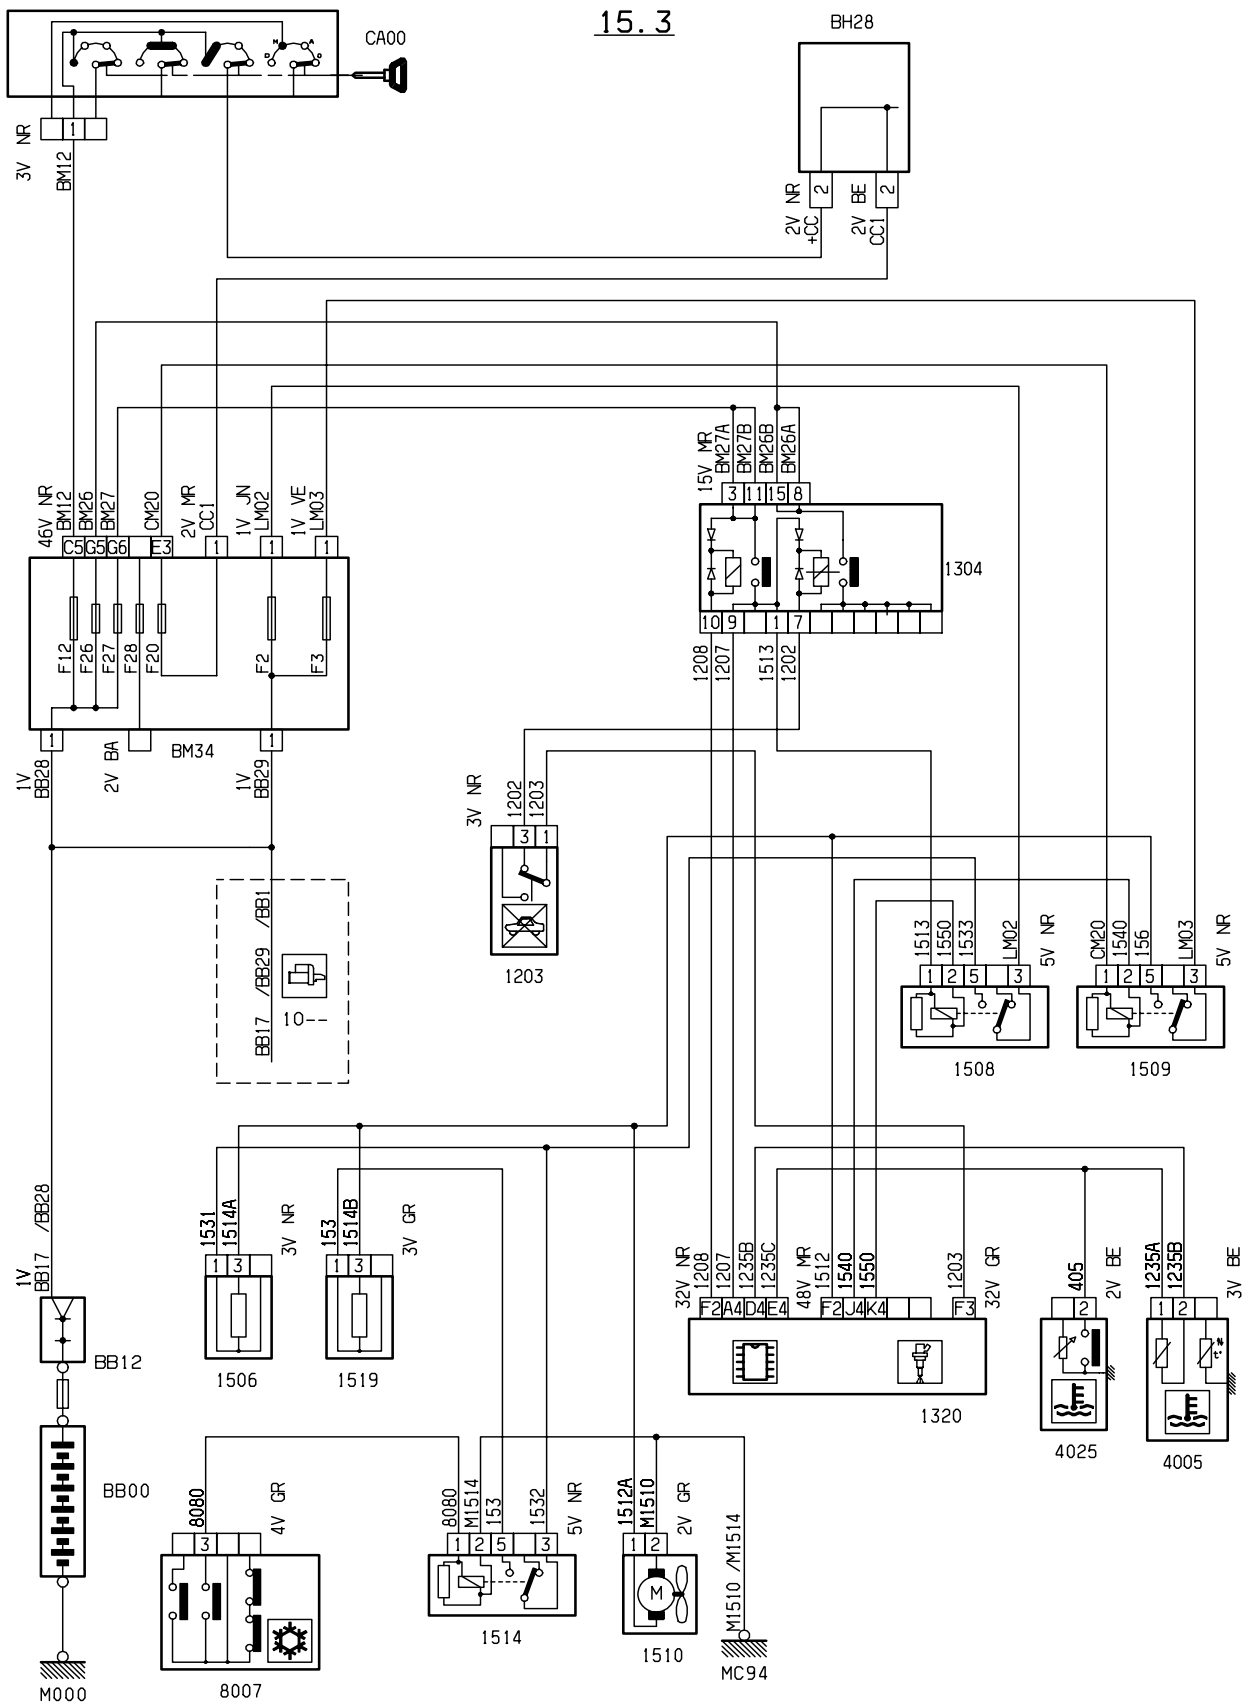 15.3
BH28
CA00
H A
D D
3V NR
1
BM12
2V NR
+CC
2
2V BE
CC1
2
46V NR
BM12
BM26
BM27
CM20
2V MR
CC1
1V JN
LM02
1V VE
LM03
C5 G5 G6 E3 1 1 1
F12
F26
F27
F28
F20
F2
F3
1 1
BM34
1V
BB28
2V BA
1V
BB29
15V MR
BM27A
BM27B
BM26B
BM26A
3 11 15 8
1304
10 9 1 7
1208
1207
1513
1202
3V NR
1202
1203
3 1
1203
BB17 /BB29 /BB1
10--
1513
1550
1533
LM02
5V NR
1 2 5 3
1508
CM20
1540
156
LM03
5V NR
1 2 5 3
1509
1V
BB17 /BB28
BB12
BB00
M000
1531
1514A
3V NR
1 3
1506
153
1514B
3V GR
1 3
1519
32V NR
1208
1207
1235B
1235C
48V MR
1512
1540
1550
1203
32V GR
F2 A4 D4 E4 F2 J4 K4 F3
1320
405
2V BE
2
4025
1235A
1235B
3V BE
1 2
t°
4005
8080
4V GR
3
8007
8080
M1514
153
1532
5V NR
1 2 5 3
1514
1512A
M1510
2V GR
1 2
M
1510
M1510 /M1514
MC94